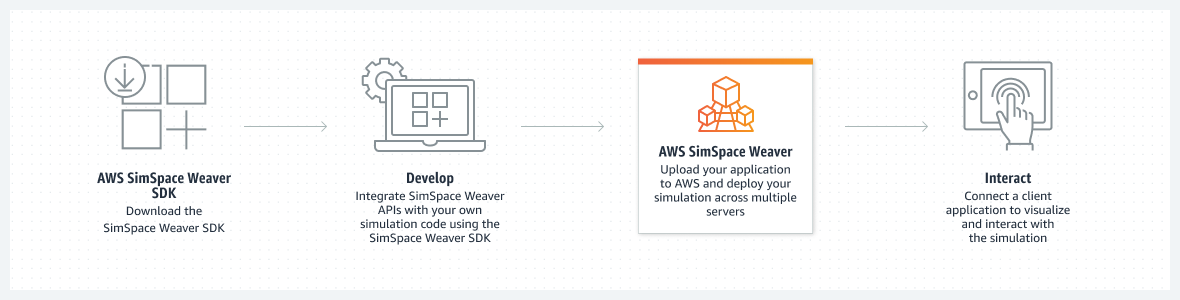 AWS SimSpace Weaver
SDK
Download the
SimSpace Weaver SDK
Develop
Integrate SimSpace Weaver
APIs with your own
simulation code using the
SimSpace Weaver SDK
AWS SimSpace Weaver
Upload your application
to AWS and deploy your
simulation across multiple
servers
Interact
Connect a client
application to visualize
and interact with
the simulation